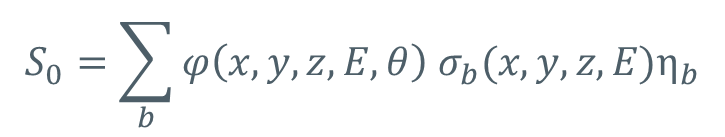 S₀ = ∑_b φ(x, y, z, E, θ) σ_b(x, y, z, E)η_b